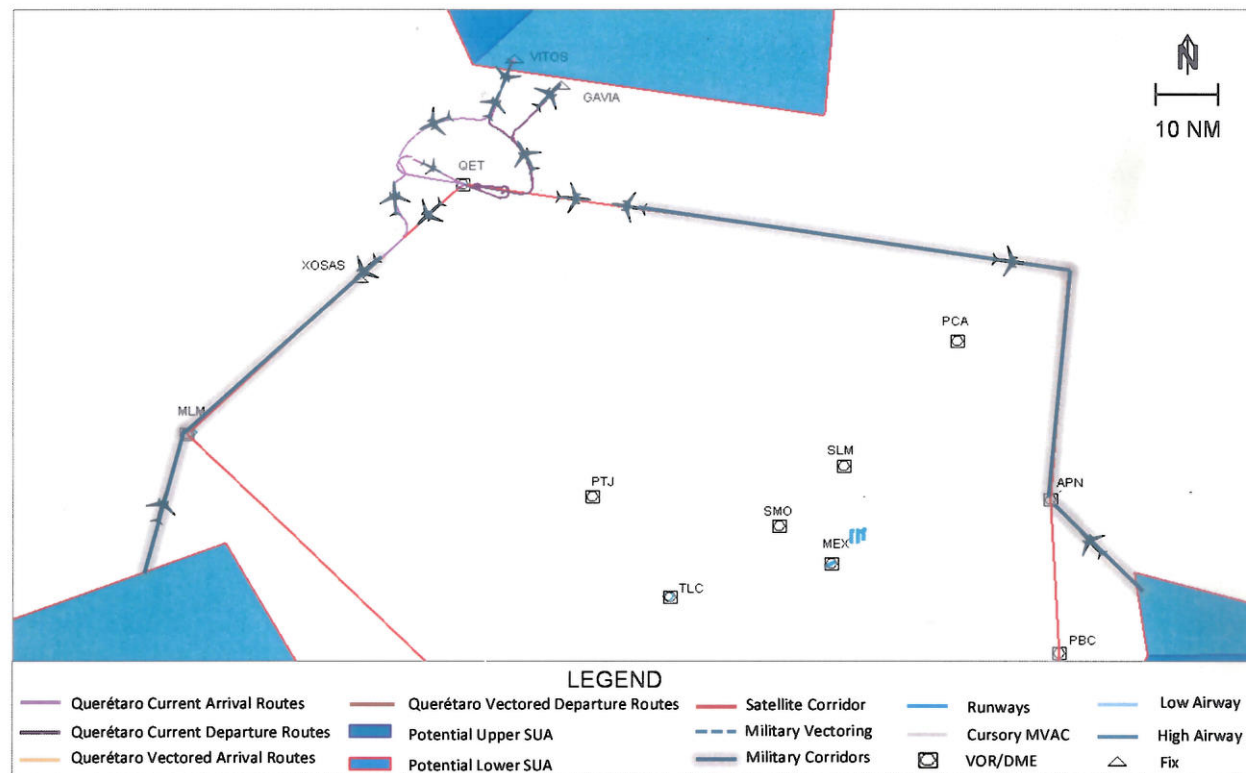 VITOS
N
GAVIA
10 NM
QET
XOSAS
PCA
MLM
SLM
PTJ
APN
SMO
MEX
TLC
PBC
LEGEND
Querétaro Current Arrival Routes
Querétaro Vectored Departure Routes
Satellite Corridor
Runways
Low Airway
Querétaro Current Departure Routes
Potential Upper SUA
Military Vectoring
Cursory MVAC
High Airway
Querétaro Vectored Arrival Routes
Potential Lower SUA
Military Corridors
VOR/DME
Fix